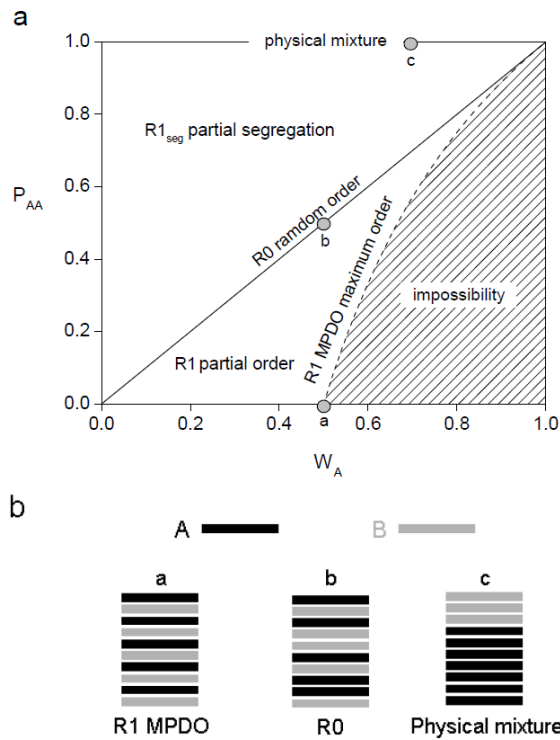 a
physical mixture
c
R1seg partial segregation
R0 ramdom order
b
R1 MPDO maximum order
impossibility
R1 partial order
a
PAA
1.0
0.8
0.6
0.4
0.2
0.0
0.0 0.2 0.4 0.6 0.8 1.0
WA
b
A B
a b c
R1 MPDO R0 Physical mixture